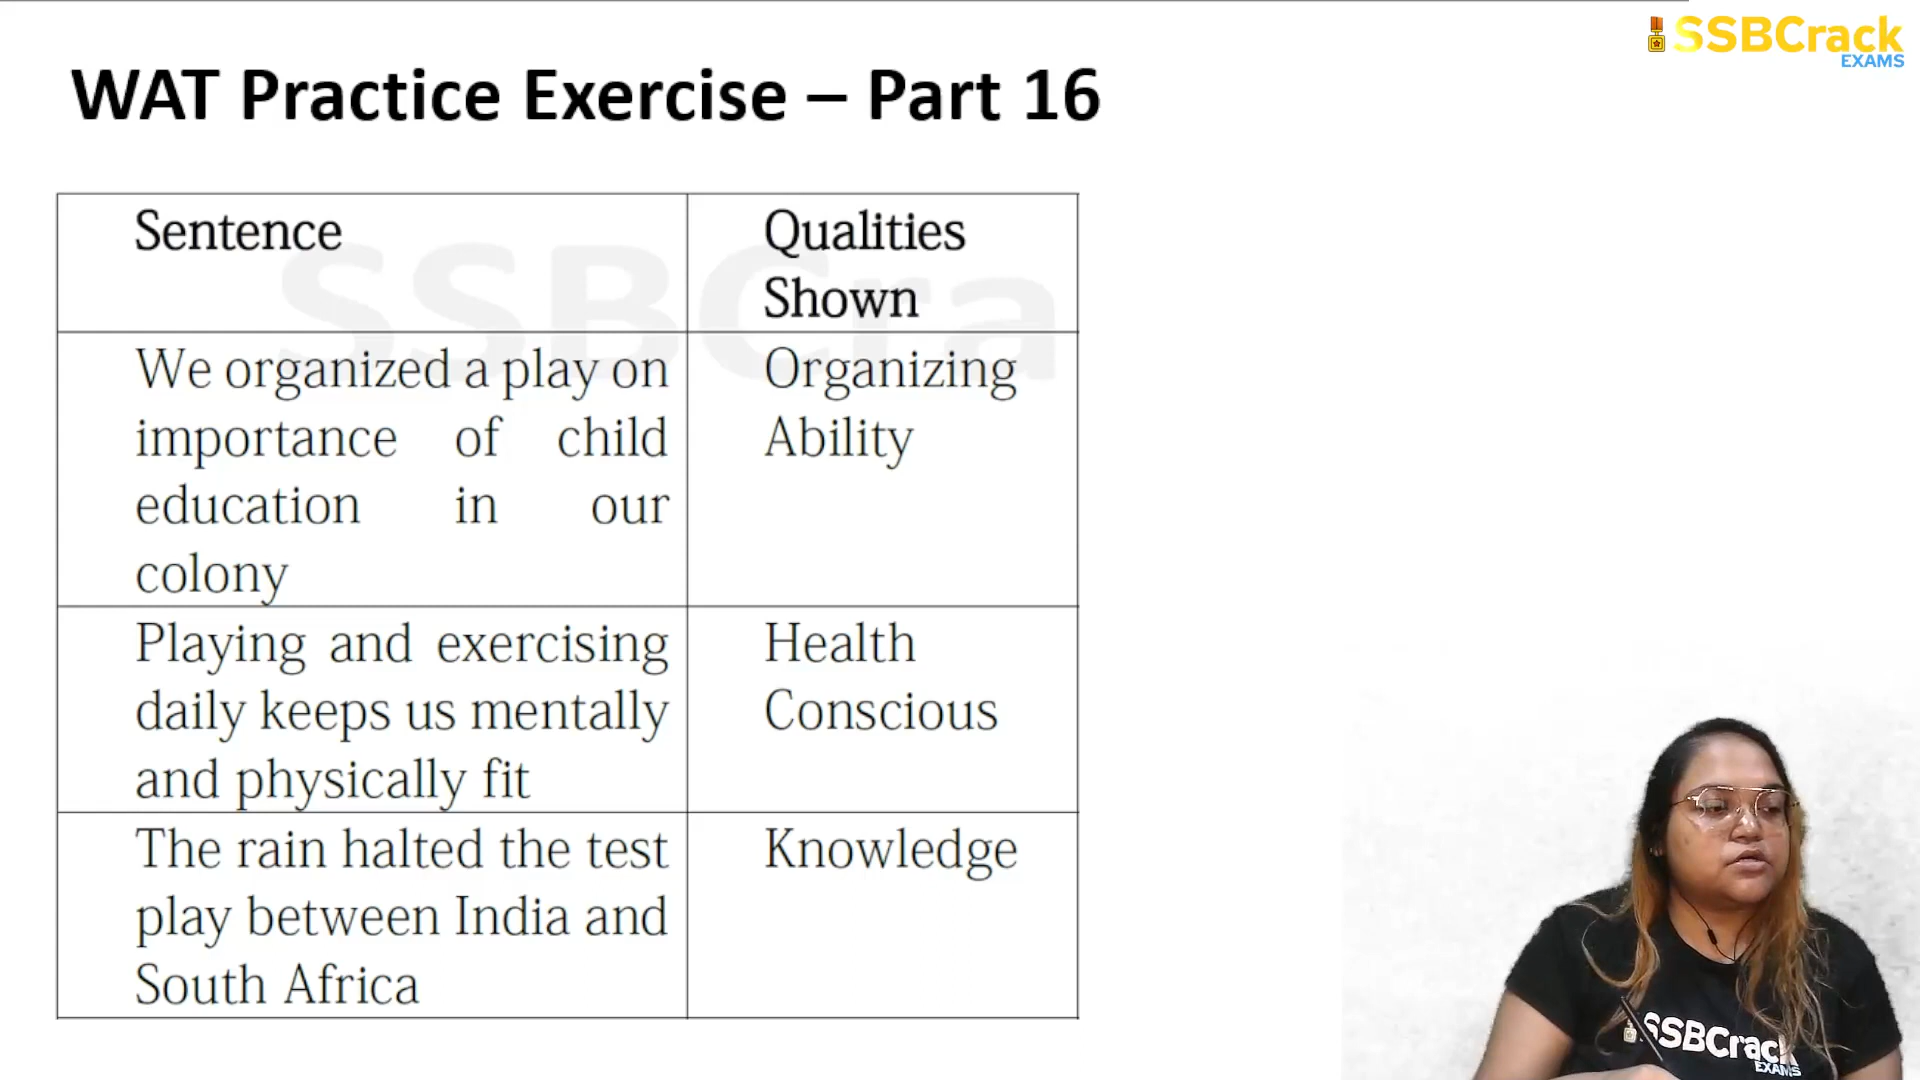 SSBCrack
EXAMS
WAT Practice Exercise – Part 16
Sentence
Qualities
Shown
We organized a play on
importance of child
education in our
colony
Organizing
Ability
Playing and exercising
daily keeps us mentally
and physically fit
Health
Conscious
The rain halted the test
play between India and
South Africa
Knowledge
SSBCra
SSBCrack
EXAMS